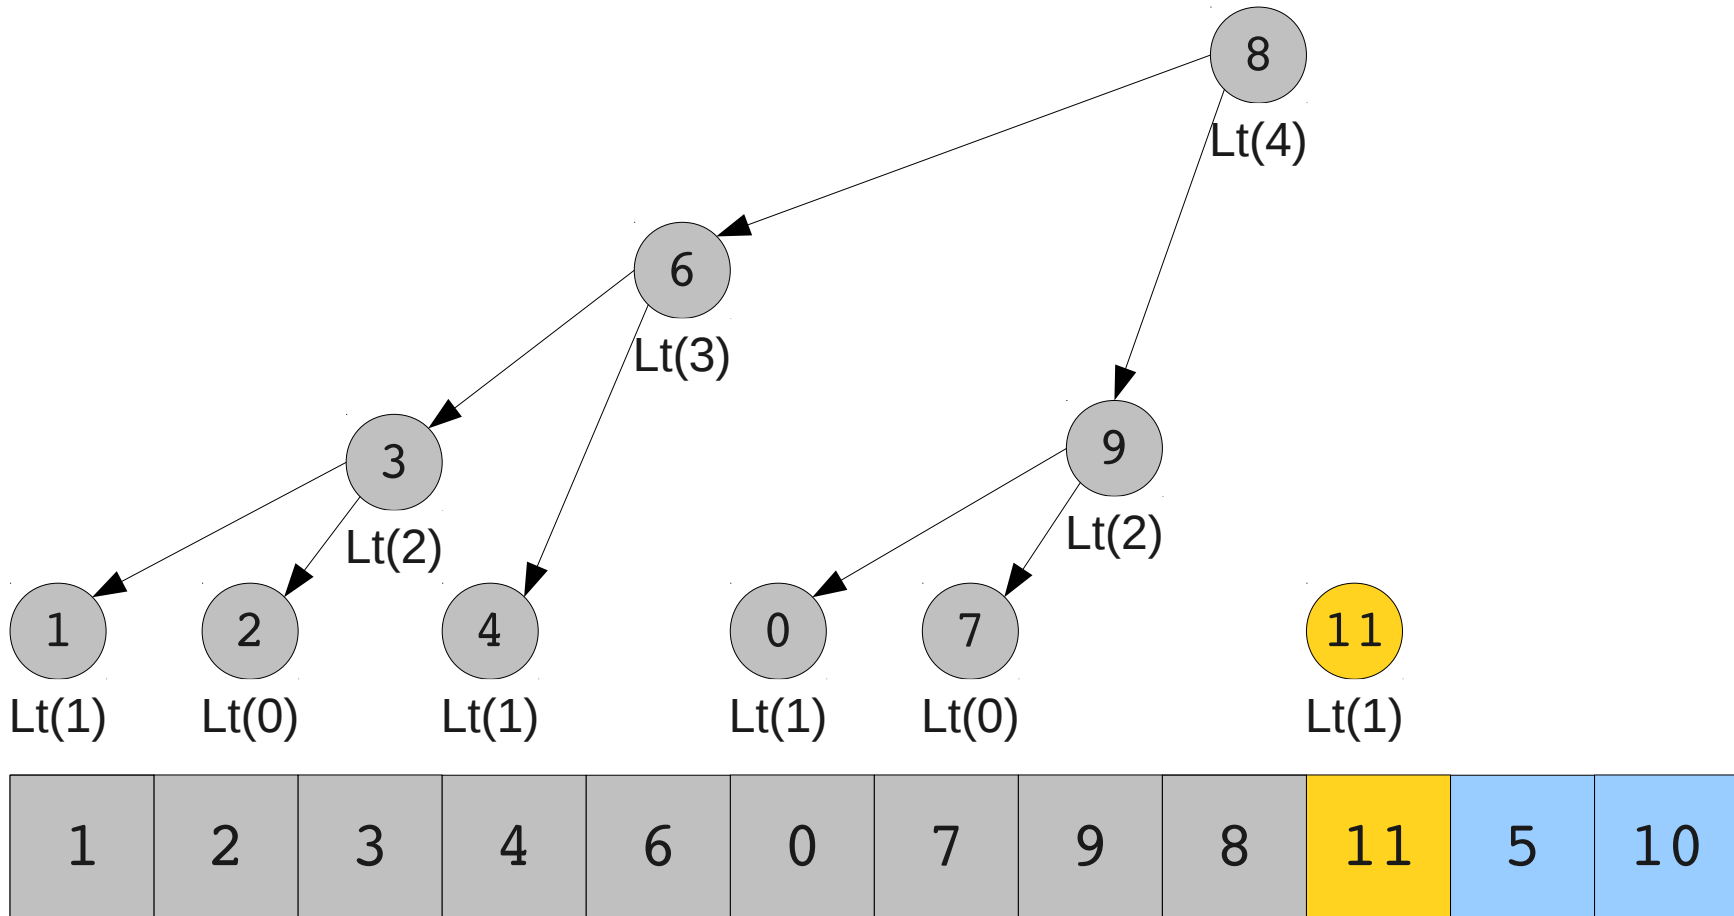 8
Lt(4)
6
Lt(3)
3
9
Lt(2)
Lt(2)
1 2 4 0 7 11
Lt(1) Lt(0) Lt(1) Lt(1) Lt(0) Lt(1)
1 2 3 4 6 0 7 9 8 11 5 10